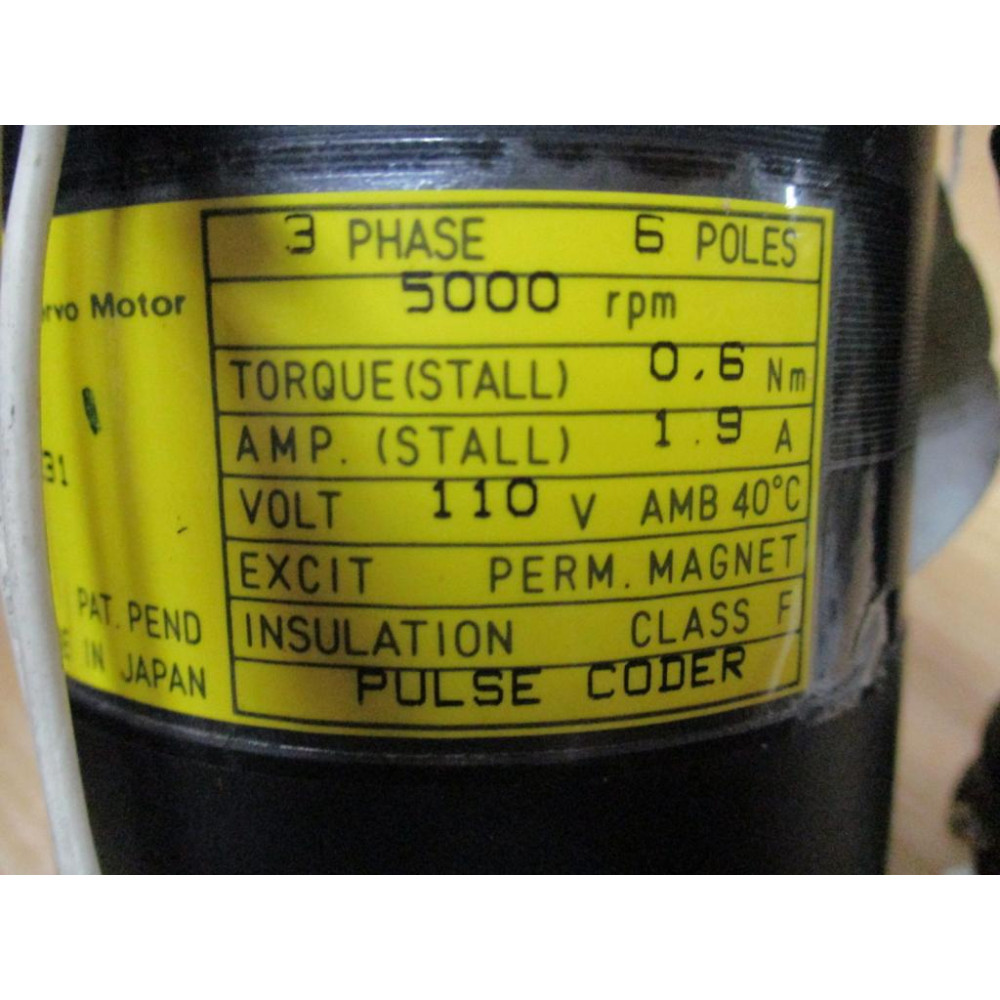 Motor
31
PAT. PEND
IN JAPAN
3 PHASE 6 POLES
5000 rpm
TORQUE(STALL) 0.6 Nm
AMP. (STALL) 1.9 A
VOLT 110 V AMB 40°C
EXCIT PERM. MAGNET
INSULATION CLASS F
PULSE CODER